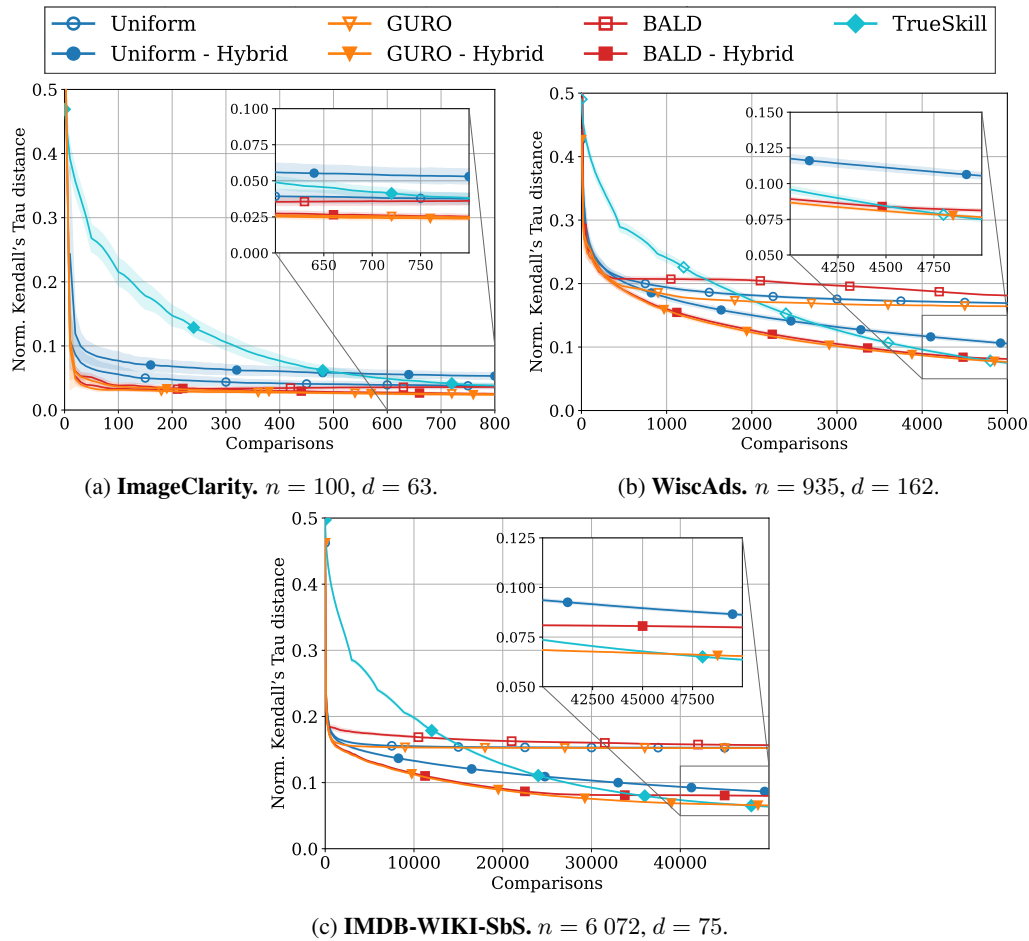 Uniform GURO BALD TrueSkill
Uniform - Hybrid GURO - Hybrid BALD - Hybrid
0.5
0.4
0.3
0.2
0.1
0.0
Norm. Kendall's Tau distance
0 100 200 300 400 500 600 700 800
Comparisons
0.100
0.075
0.050
0.025
0.000
650 700 750
(a) ImageClarity. n = 100, d = 63.
0.5
0.4
0.3
0.2
0.1
0.0
Norm. Kendall's Tau distance
0 1000 2000 3000 4000 5000
Comparisons
0.150
0.125
0.100
0.075
0.050
4250 4500 4750
(b) WiscAds. n = 935, d = 162.
0.5
0.4
0.3
0.2
0.1
0.0
Norm. Kendall's Tau distance
0 10000 20000 30000 40000
Comparisons
0.125
0.100
0.075
0.050
42500 45000 47500
(c) IMDB-WIKI-SbS. n = 6 072, d = 75.